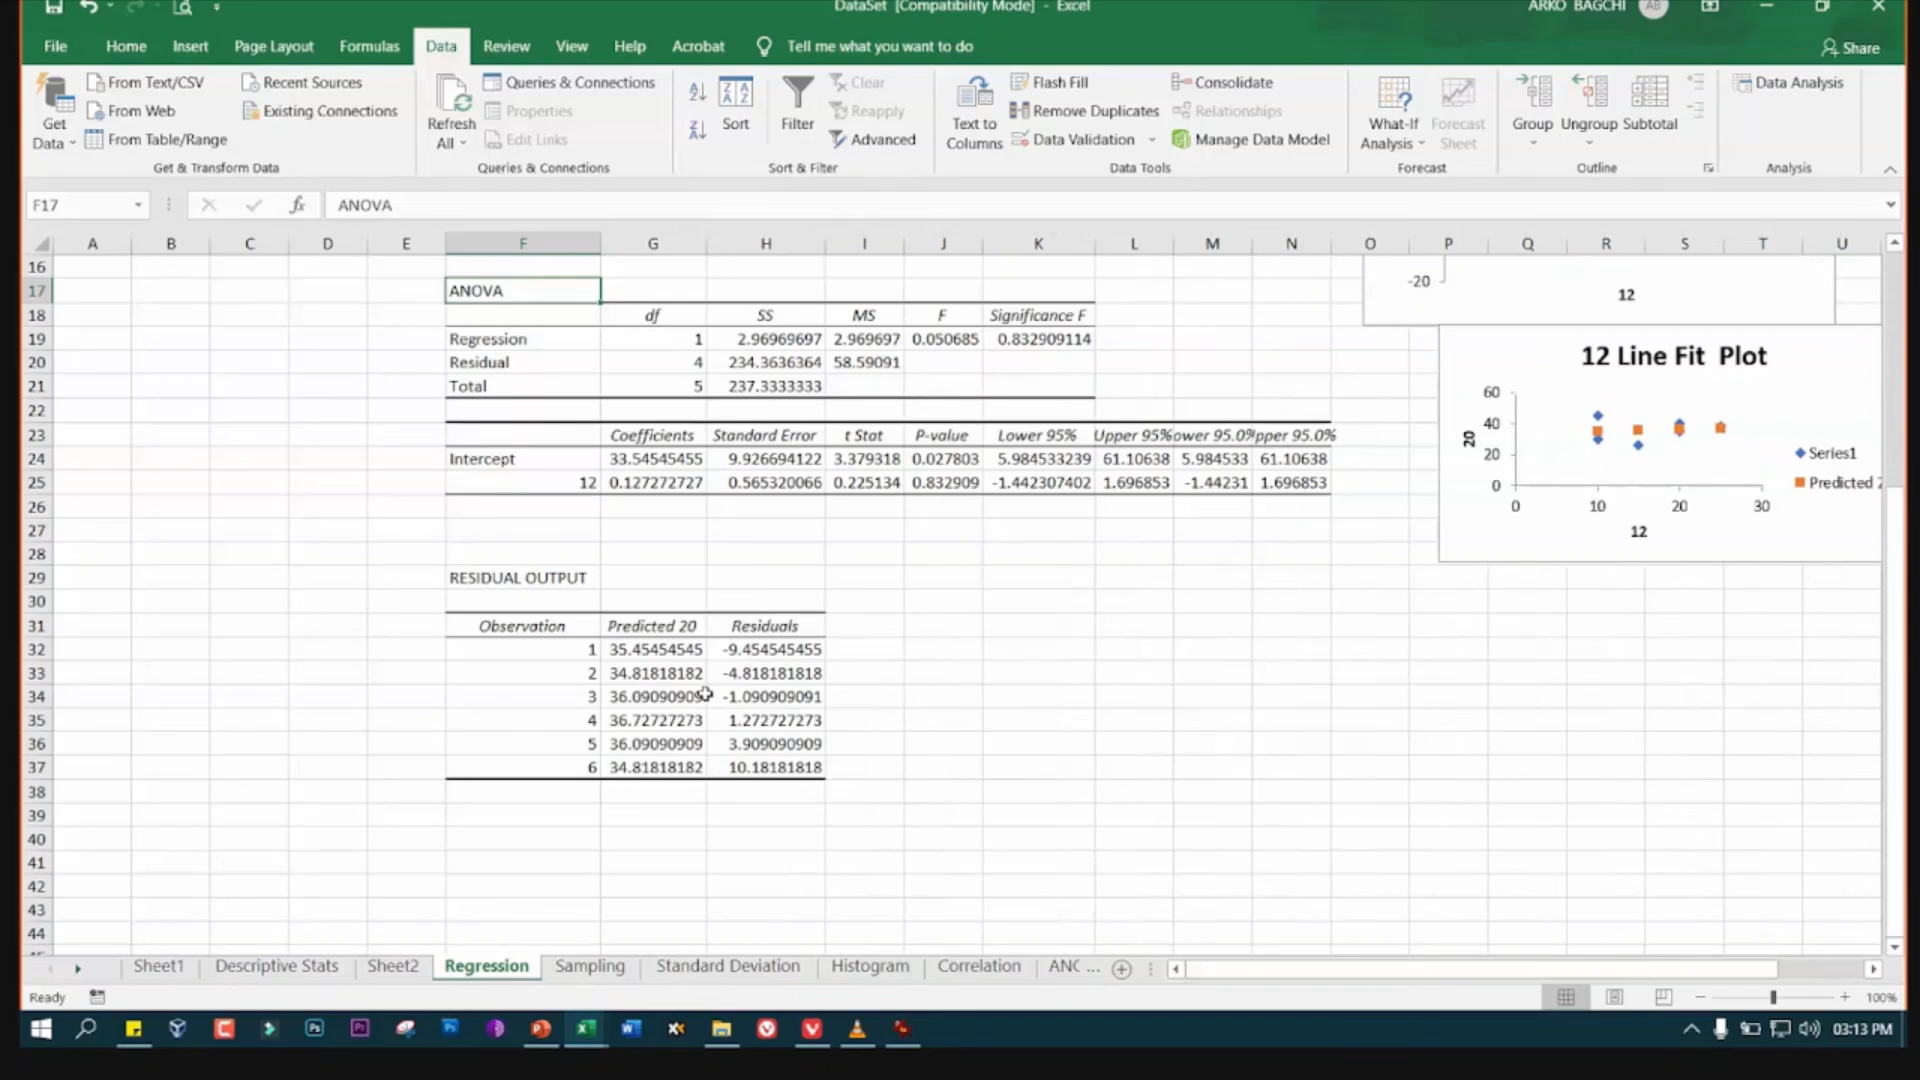 DataSet [Compatibility Mode] - Excel
ARKO BAGCHI
AB
File Home Insert Page Layout Formulas Data Review View Help Acrobat Tell me what you want to do
Share
Get Data
From Text/CSV
From Web
From Table/Range
Recent Sources
Existing Connections
Get & Transform Data
Refresh All
Queries & Connections
Properties
Edit Links
Queries & Connections
Sort
Filter
Clear
Reapply
Advanced
Sort & Filter
Text to Columns
Flash Fill
Remove Duplicates
Data Validation
Consolidate
Relationships
Manage Data Model
Data Tools
What-If Analysis
Forecast Sheet
Forecast
Group
Ungroup
Subtotal
Outline
Data Analysis
Analysis
F17 fx ANOVA
A B C D E F G H I J K L M N O P Q R S T U
16
17 ANOVA
18 df SS MS F Significance F
19 Regression 1 2.96969697 2.969697 0.050685 0.832909114
20 Residual 4 234.3636364 58.59091
21 Total 5 237.3333333
22
23 Coefficients Standard Error t Stat P-value Lower 95% Upper 95% ower 95.0% pper 95.0%
24 Intercept 33.54545455 9.926694122 3.379318 0.027803 5.984533239 61.10638 5.984533 61.10638
25 12 0.127272727 0.565320066 0.225134 0.832909 -1.442307402 1.696853 -1.44231 1.696853
26
27
28
29 RESIDUAL OUTPUT
30
31 Observation Predicted 20 Residuals
32 1 35.45454545 -9.454545455
33 2 34.81818182 -4.818181818
34 3 36.09090909 -1.090909091
35 4 36.72727273 1.272727273
36 5 36.09090909 3.909090909
37 6 34.81818182 10.18181818
38
39
40
41
42
43
44
-20
12
12 Line Fit Plot
60
40
20
0
20
0 10 20 30
12
Series1
Predicted 2
Sheet1 Descriptive Stats Sheet2 Regression Sampling Standard Deviation Histogram Correlation ANC ...
Ready
100%
03:13 PM